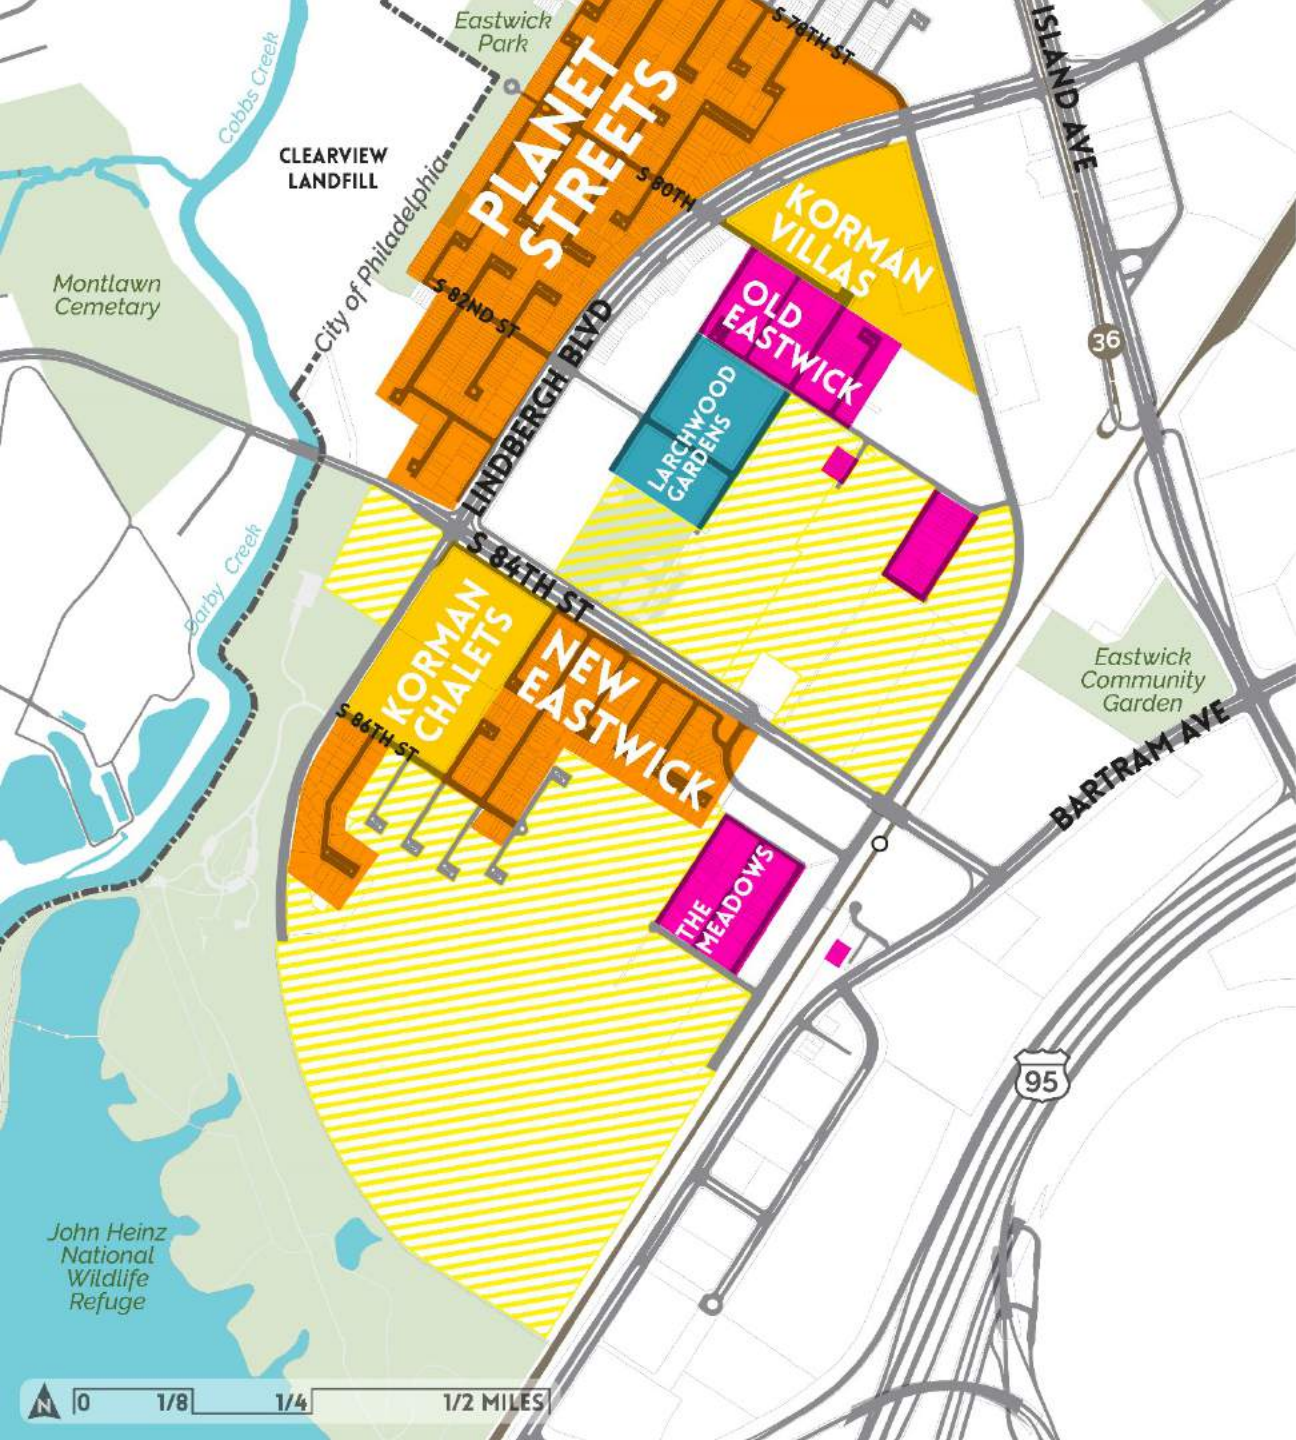 Eastwick
Park
S 78TH ST
ISLAND AVE
Cobbs Creek
CLEARVIEW
LANDFILL
City of Philadelphia
PLANET
STREETS
S 80TH
KORMAN
VILLAS
Montlawn
Cemetery
S 82ND ST
OLD
EASTWICK
36
LINDBERGH BLVD
LARCHWOOD
GARDENS
Darby Creek
S 84TH ST
KORMAN
CHALETS
NEW
EASTWICK
Eastwick
Community
Garden
S 86TH ST
BARTRAM AVE
THE
MEADOWS
95
John Heinz
National
Wildlife
Refuge
N
0 1/8 1/4 1/2 MILES